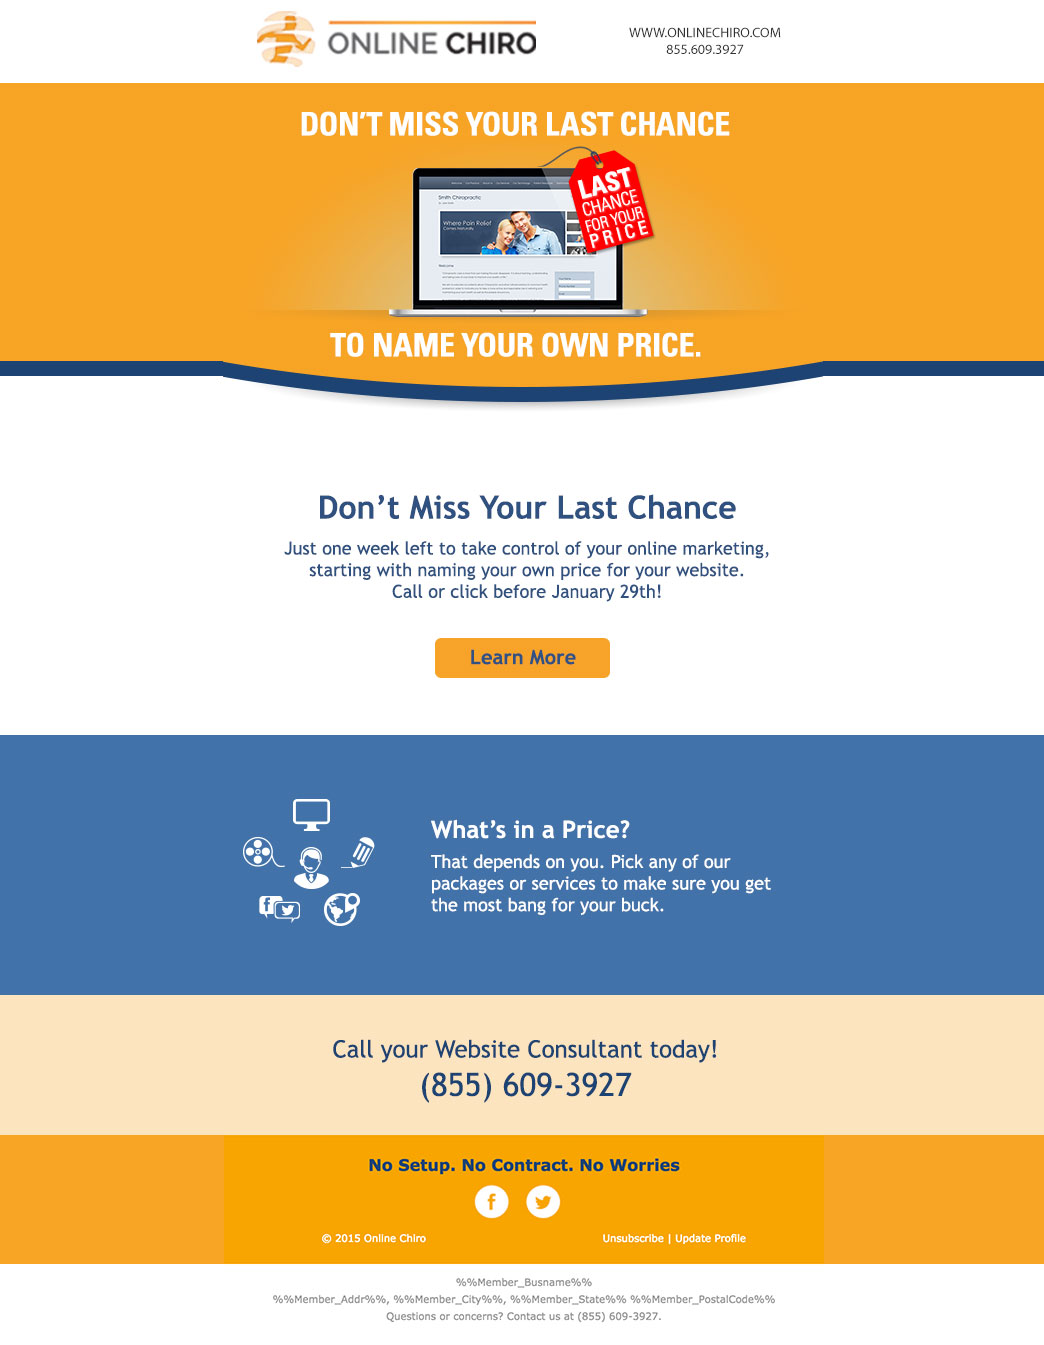 ONLINE CHIRO
WWW.ONLINECHIRO.COM
855.609.3927
DON'T MISS YOUR LAST CHANCE
LAST
CHANCE
FOR YOUR
PRICE
Smith Chiropractic
Where Pain Relief
Comes Naturally
Welcome
TO NAME YOUR OWN PRICE.
Don't Miss Your Last Chance
Just one week left to take control of your online marketing,
starting with naming your own price for your website.
Call or click before January 29th!
Learn More
What's in a Price?
That depends on you. Pick any of our
packages or services to make sure you get
the most bang for your buck.
Call your Website Consultant today!
(855) 609-3927
No Setup. No Contract. No Worries
© 2015 Online Chiro
Unsubscribe | Update Profile
%%Member_Busname%%
%%Member_Addr%%, %%Member_City%%, %%Member_State%% %%Member_PostalCode%%
Questions or concerns? Contact us at (855) 609-3927.